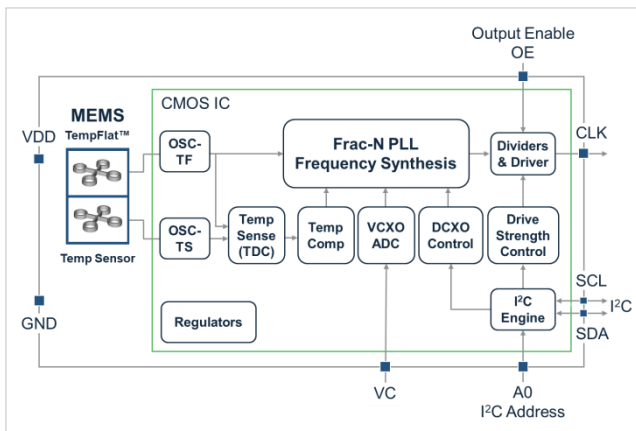 Output Enable
OE
CMOS IC
MEMS
TempFlat™
VDD
OSC-
TF
Frac-N PLL
Frequency Synthesis
Dividers
& Driver
CLK
OSC-
TS
Temp
Sense
(TDC)
Temp
Comp
VCXO
ADC
DCXO
Control
Drive
Strength
Control
Temp Sensor
SCL
I²C
SDA
I²C
Engine
GND
Regulators
VC
A0
I²C Address